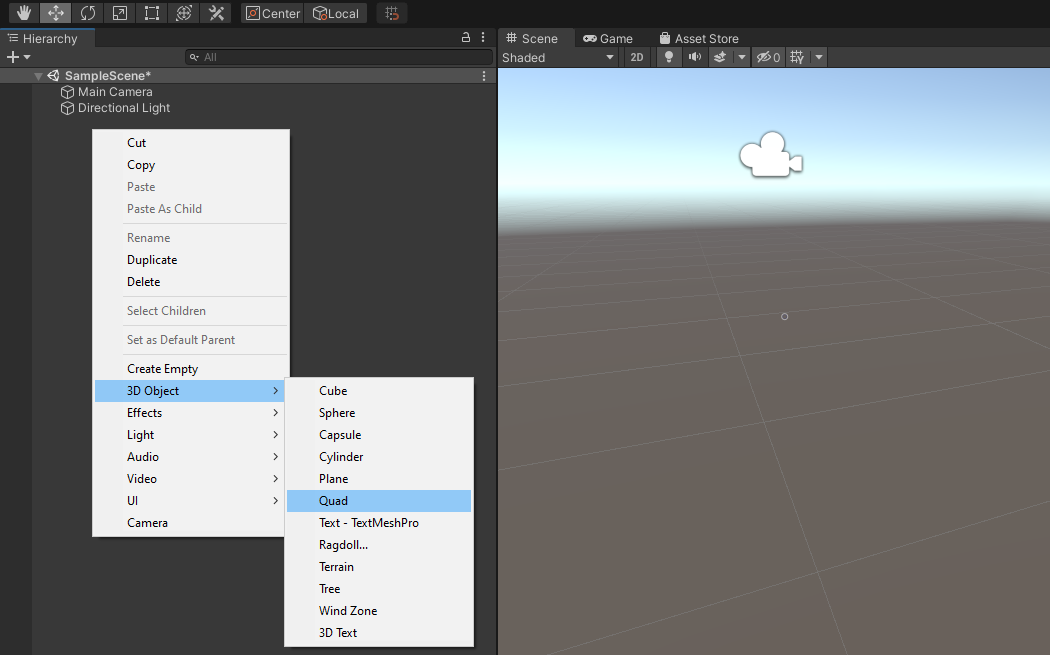 Center Local
Hierarchy
All
SampleScene*
Main Camera
Directional Light
Cut
Copy
Paste
Paste As Child
Rename
Duplicate
Delete
Select Children
Set as Default Parent
Create Empty
3D Object
Effects
Light
Audio
Video
UI
Camera
Cube
Sphere
Capsule
Cylinder
Plane
Quad
Text - TextMeshPro
Ragdoll...
Terrain
Tree
Wind Zone
3D Text
Scene Game Asset Store
Shaded 2D 0